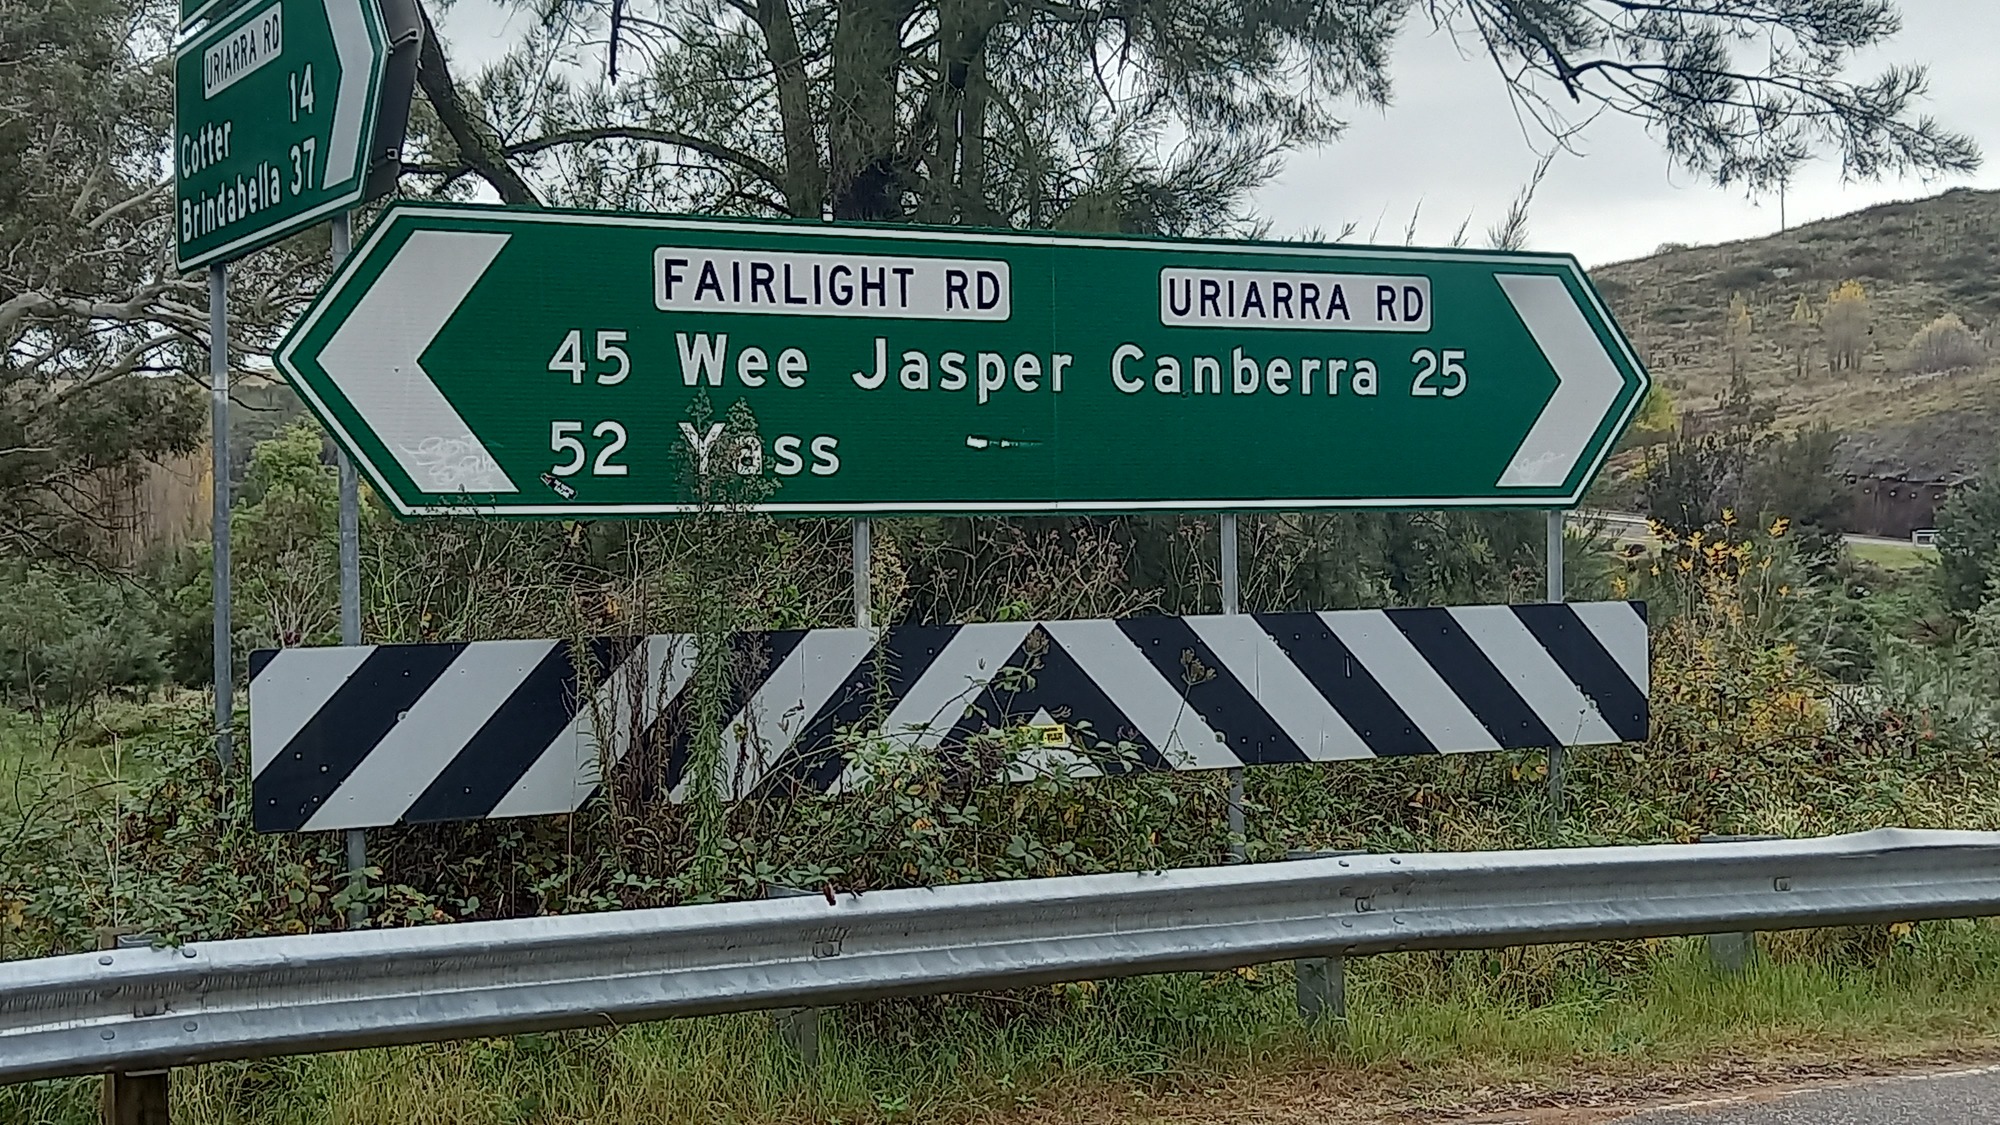 URIARRA RD
14
Cotter
Brindabella 37
FAIRLIGHT RD
URIARRA RD
45 Wee Jasper
Canberra 25
52 Yass